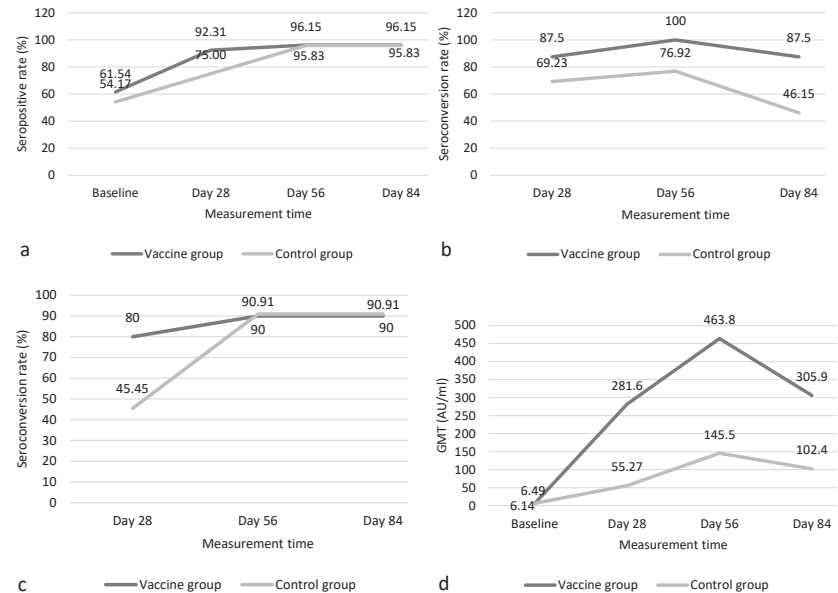 120
100
80
60
40
20
0
Seropositive rate (%)
61.54
54.17
92.31
75.00
96.15
95.83
96.15
95.83
Baseline
Day 28
Day 56
Day 84
Measurement time
a
Vaccine group
Control group
120
100
80
60
40
20
0
Seroconversion rate (%)
87.5
69.23
100
76.92
87.5
46.15
Day 28
Day 56
Day 84
Measurement time
b
Vaccine group
Control group
100
90
80
70
60
50
40
30
20
10
0
Seroconversion rate (%)
80
45.45
90.91
90
90.91
90
Day 28
Day 56
Day 84
Measurement time
c
Vaccine group
Control group
500
450
400
350
300
250
200
150
100
50
0
GMT (AU/ml)
6.49
6.14
281.6
55.27
463.8
145.5
305.9
102.4
Baseline
Day 28
Day 56
Day 84
Measurement time
d
Vaccine group
Control group